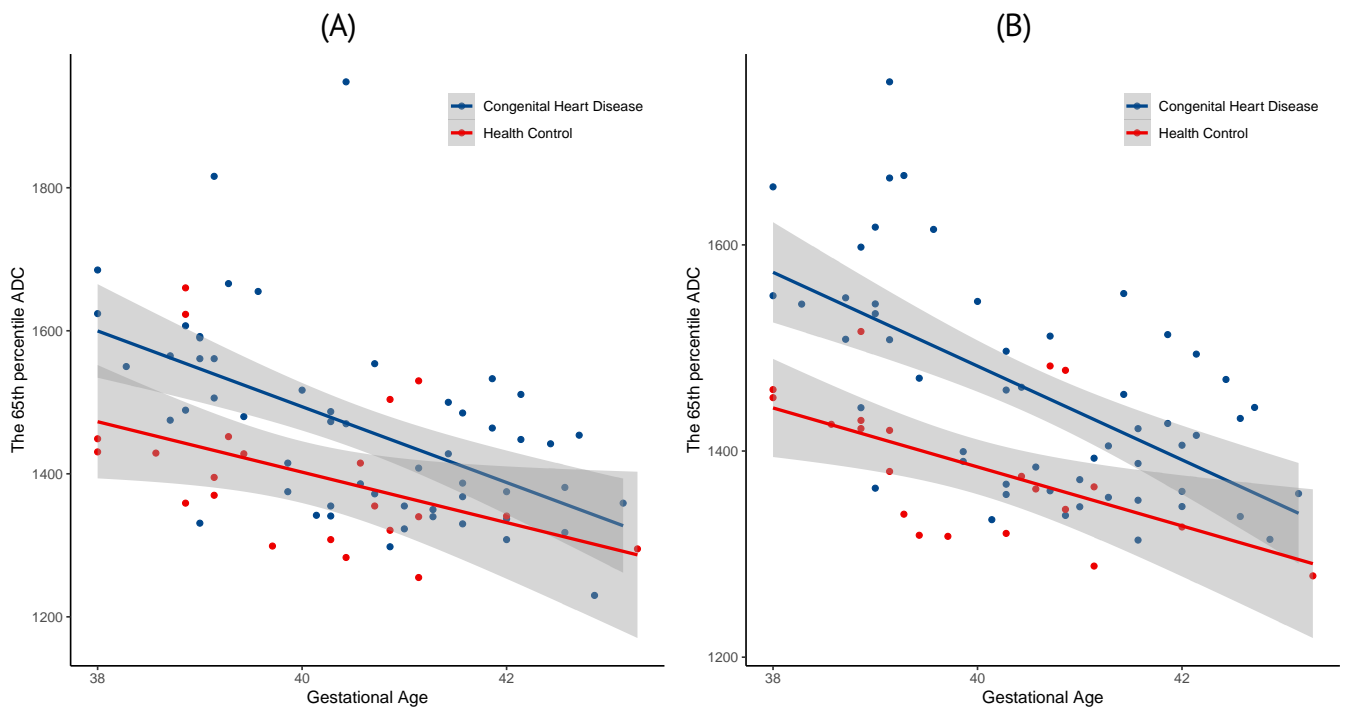 (A)
The 65th percentile ADC
1800
1600
1400
1200
38
40
42
Gestational Age
Congenital Heart Disease
Health Control
(B)
The 65th percentile ADC
1600
1400
1200
38
40
42
Gestational Age
Congenital Heart Disease
Health Control